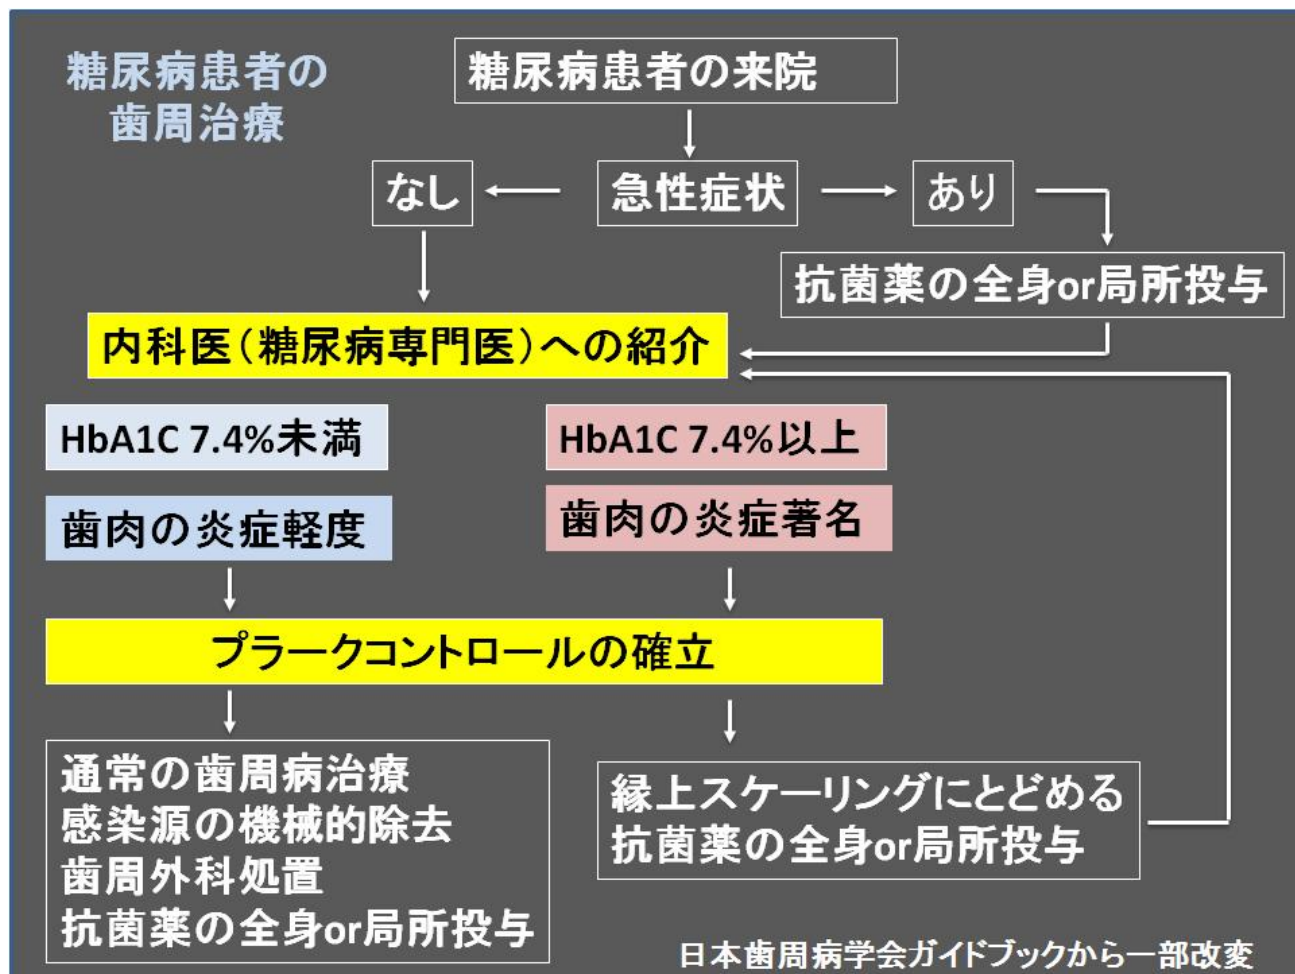 糖尿病患者の
歯周治療
糖尿病患者の来院
なし
急性症状
あり
抗菌薬の全身or局所投与
内科医（糖尿病専門医）への紹介
HbA1C 7.4%未満
HbA1C 7.4%以上
歯肉の炎症軽度
歯肉の炎症著名
プラークコントロールの確立
通常の歯周病治療
感染源の機械的除去
歯周外科処置
抗菌薬の全身or局所投与
縁上スケーリングにとどめる
抗菌薬の全身or局所投与
日本歯周病学会ガイドブックから一部改変